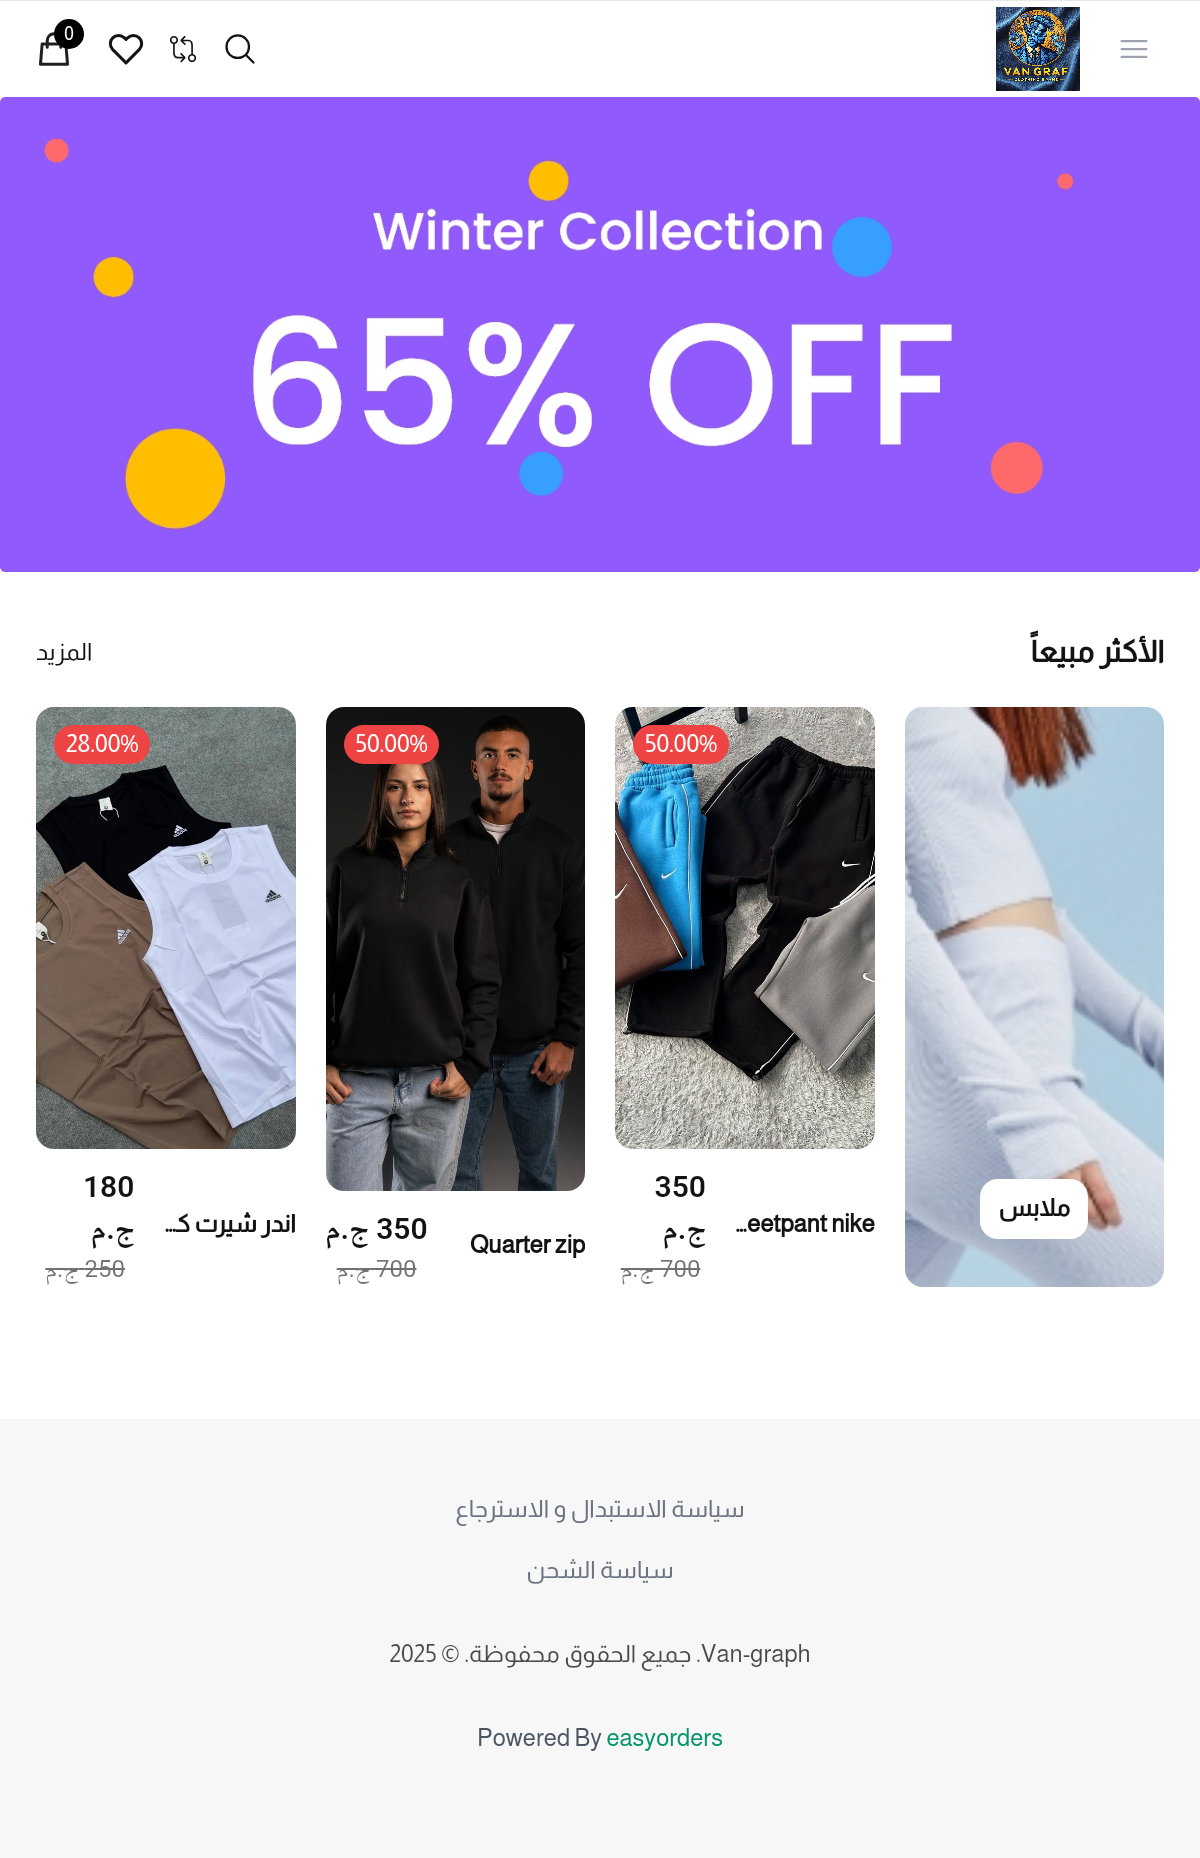 0
VAN GRAF
Winter Collection
65% OFF
الأكثر مبيعاً
المزيد
ملابس
50.00%
...eetpant nike
350 ج.م
700 ج.م
50.00%
Quarter zip
350 ج.م
700 ج.م
28.00%
اندر شيرت كـ...
180 ج.م
250 ج.م
سياسة الاستبدال و الاسترجاع
سياسة الشحن
Van-graph. جميع الحقوق محفوظة. © 2025
Powered By easyorders